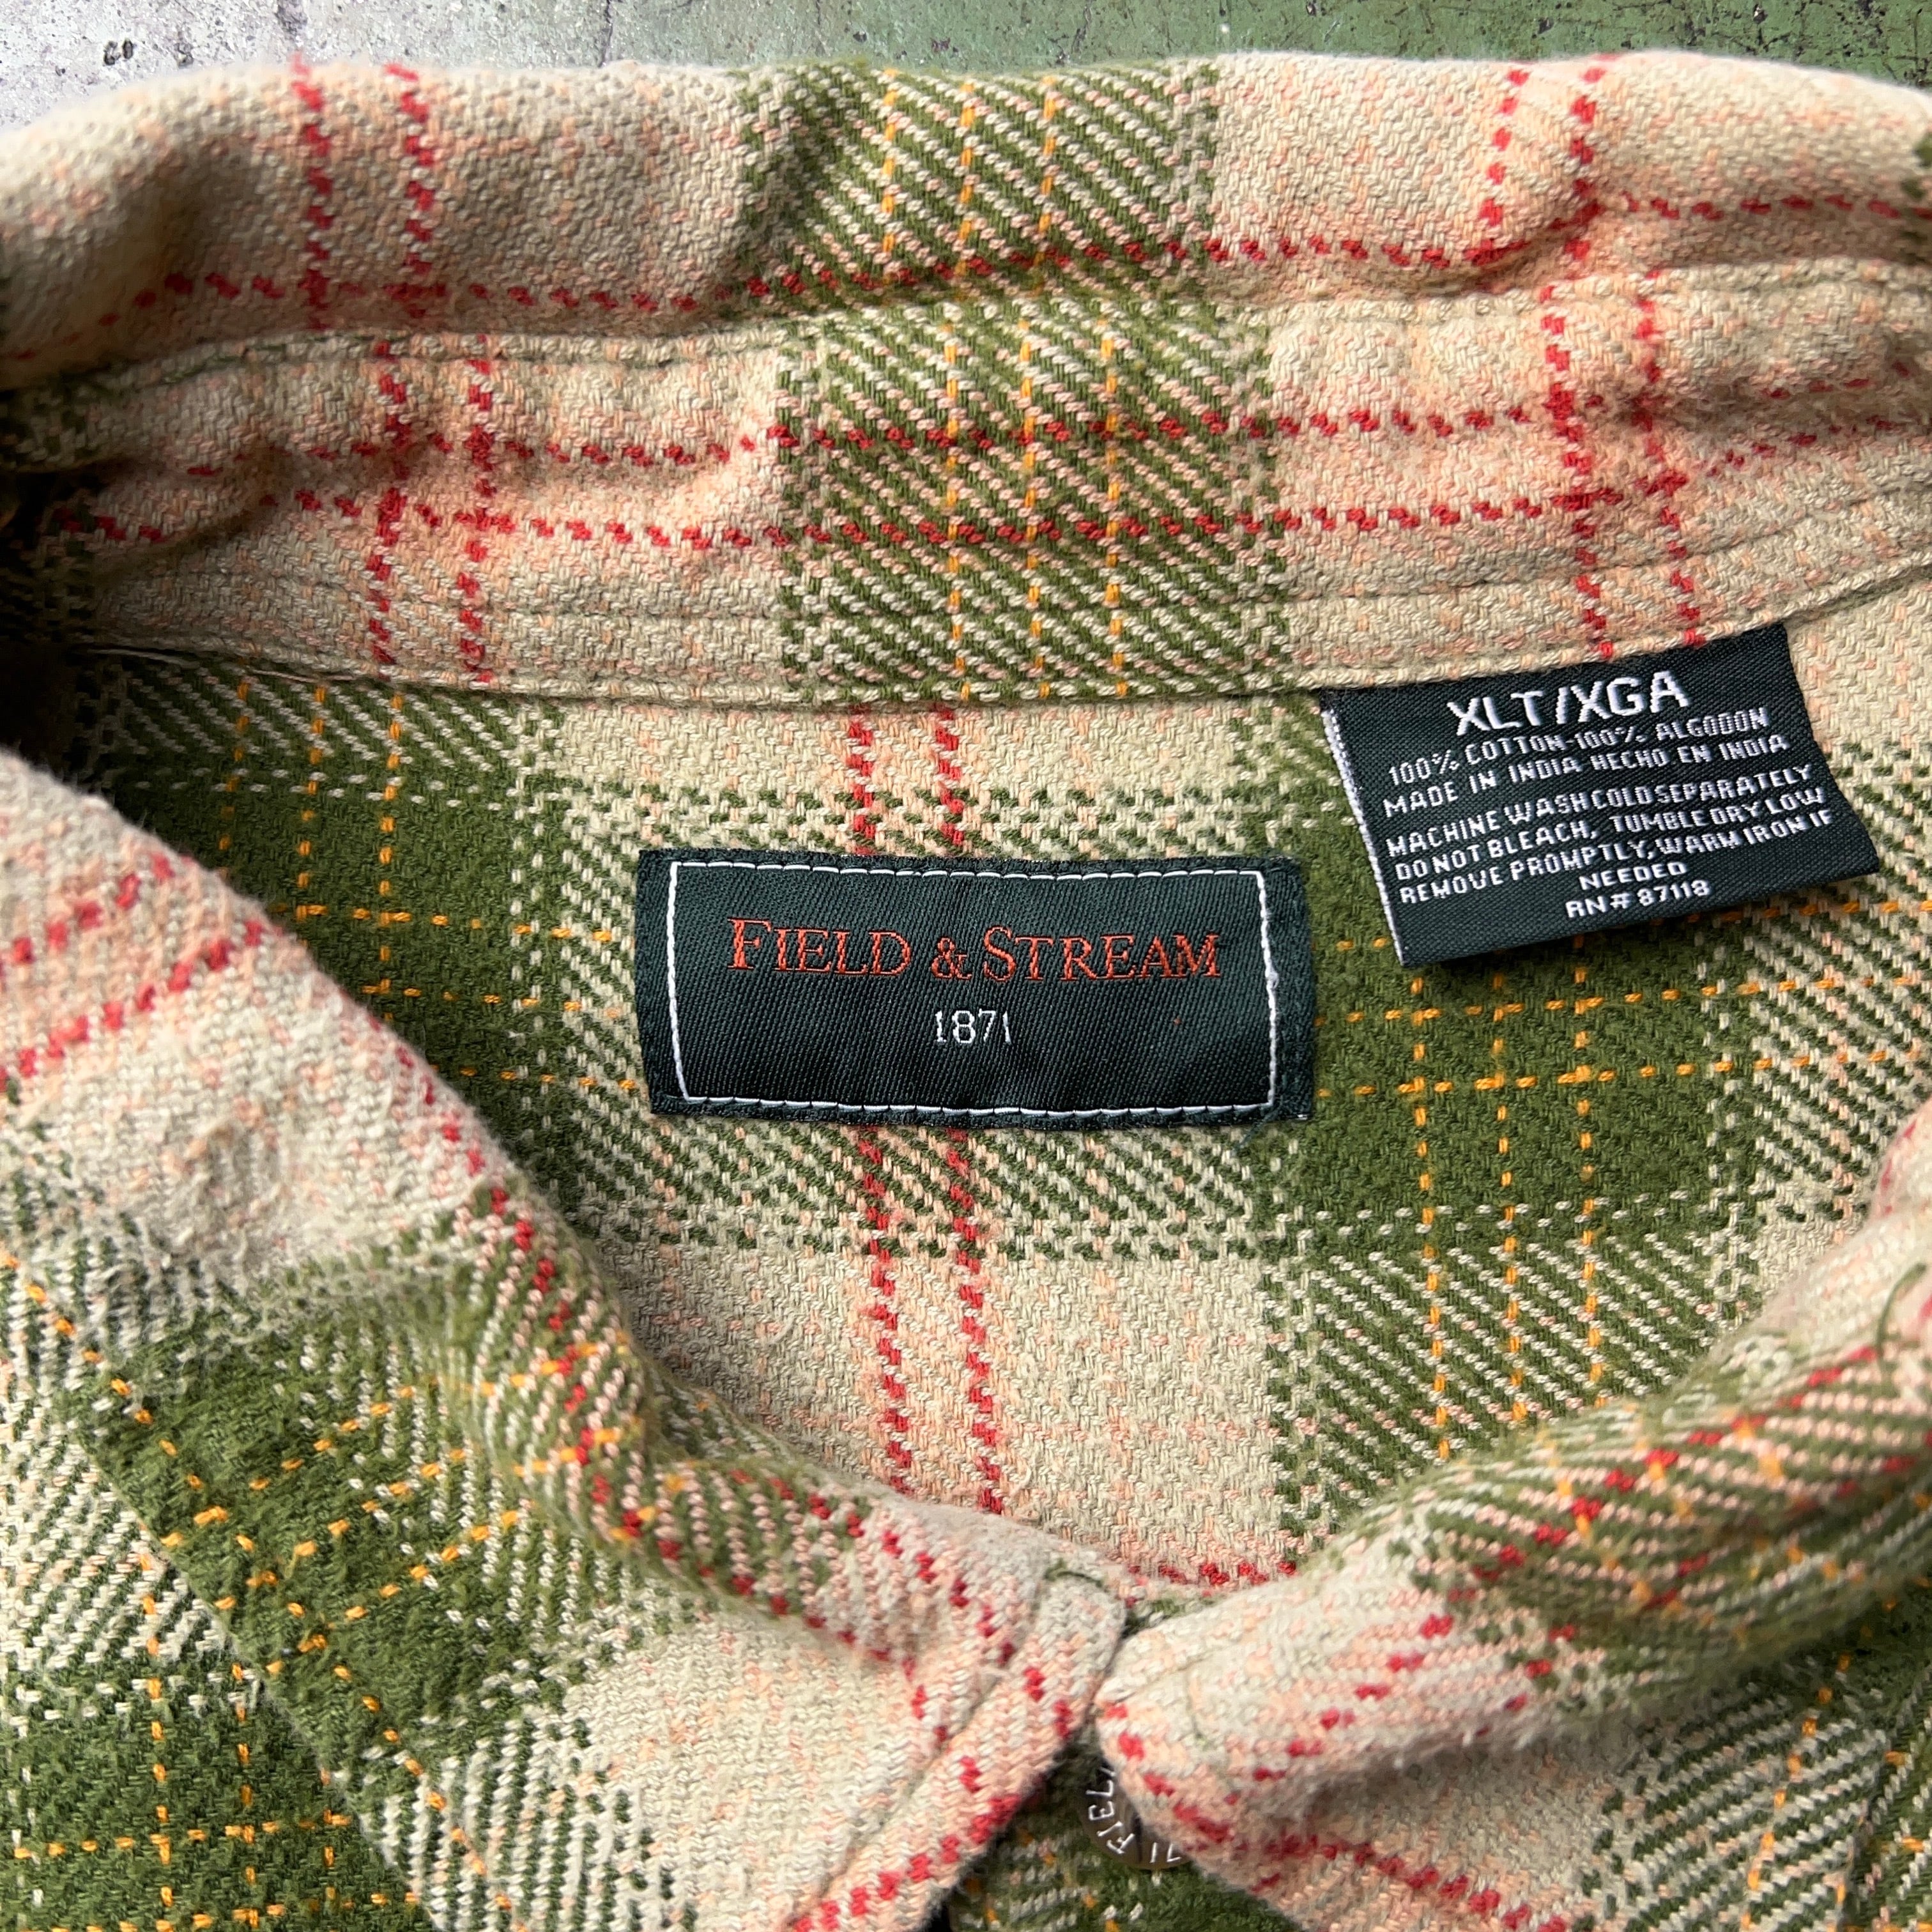 XLT/XGA
100% COTTON-100% ALGODON
MADE IN INDIA HECHO EN INDIA
MACHINE WASH COLD SEPARATELY
DO NOT BLEACH, TUMBLE DRY LOW
REMOVE PROMPTLY, WARM IRON IF
NEEDED
RN# 87118
FIELD & STREAM
1871